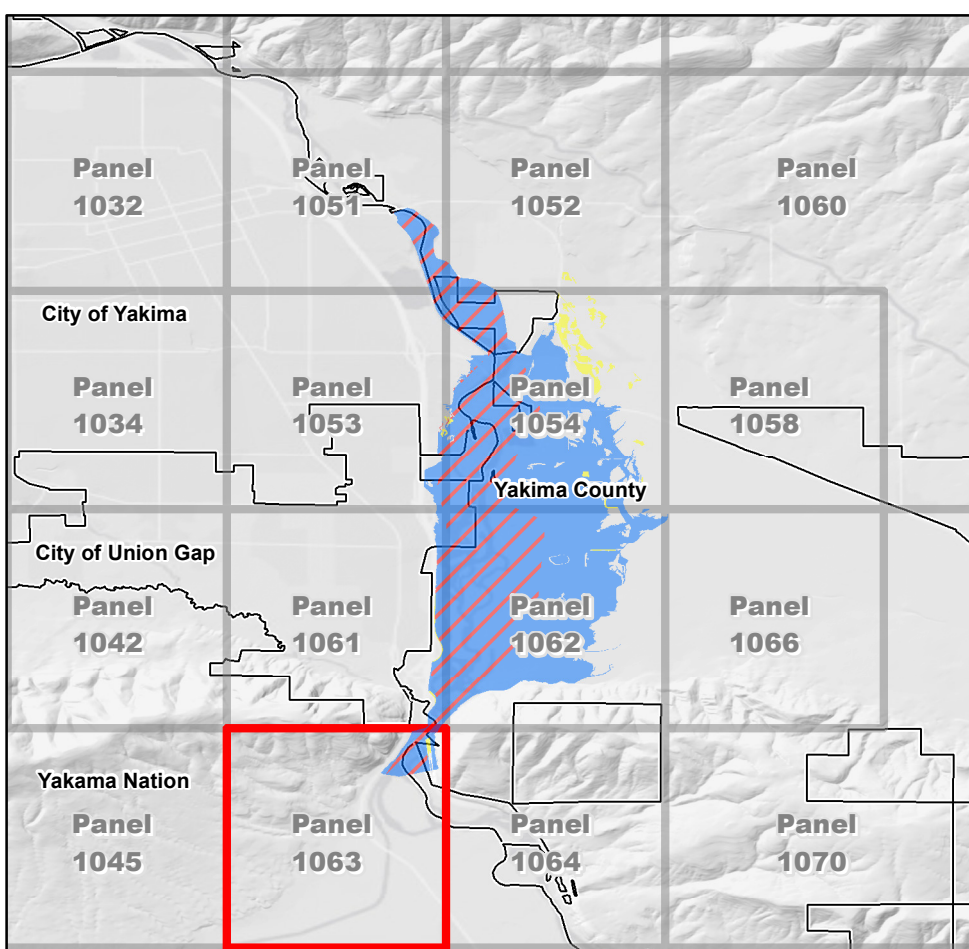 Panel
1032
Panel
1051
Panel
1052
Panel
1060
City of Yakima
Panel
1034
Panel
1053
Panel
1054
Panel
1058
Yakima County
City of Union Gap
Panel
1042
Panel
1061
Panel
1062
Panel
1066
Yakama Nation
Panel
1045
Panel
1063
Panel
1064
Panel
1070